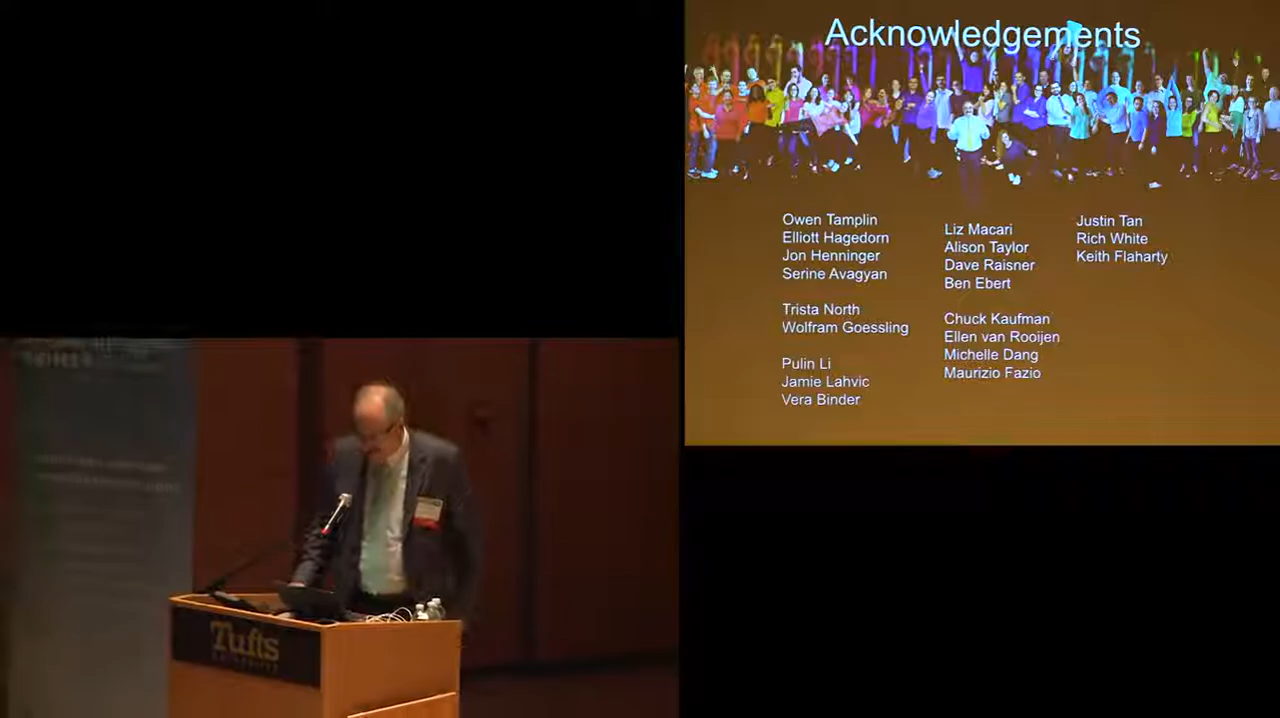 Acknowledgements
Owen Tamplin
Elliott Hagedorn
Jon Henninger
Serine Avagyan
Trista North
Wolfram Goessling
Pulin Li
Jamie Lahvic
Vera Binder
Liz Macari
Alison Taylor
Dave Raisner
Ben Ebert
Chuck Kaufman
Ellen van Rooijen
Michelle Dang
Maurizio Fazio
Justin Tan
Rich White
Keith Flaharty
Tufts
UNIVERSITY